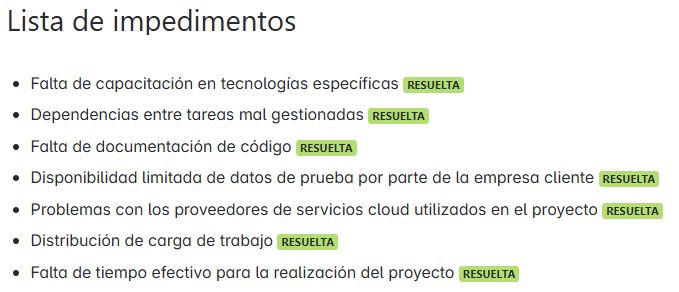 Lista de impedimentos
Falta de capacitación en tecnologías específicas RESUELTA
Dependencias entre tareas mal gestionadas RESUELTA
Falta de documentación de código RESUELTA
Disponibilidad limitada de datos de prueba por parte de la empresa cliente RESUELTA
Problemas con los proveedores de servicios cloud utilizados en el proyecto RESUELTA
Distribución de carga de trabajo RESUELTA
Falta de tiempo efectivo para la realización del proyecto RESUELTA